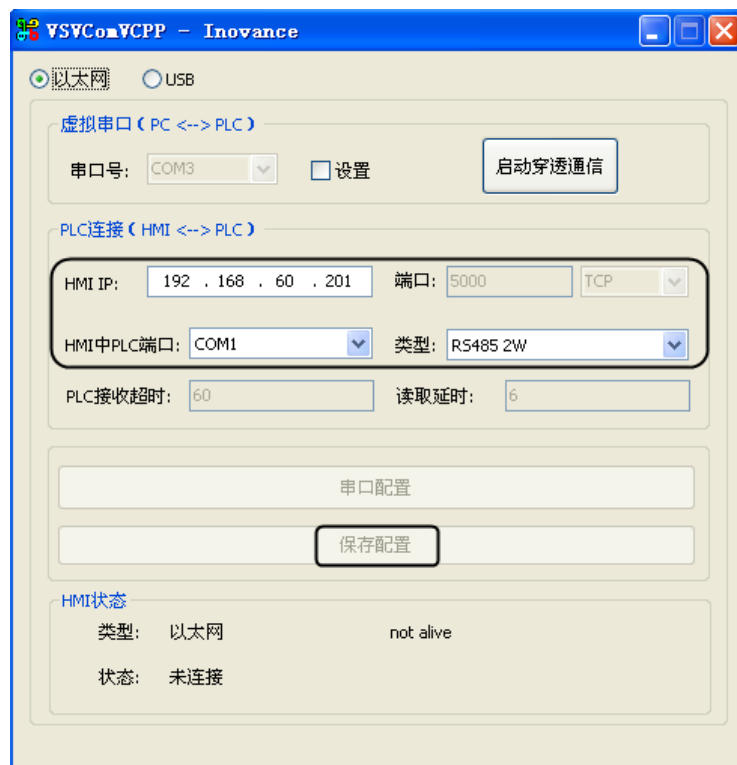 VSVComVCPP - Inovance
以太网 USB
虚拟串口 ( PC <--> PLC )
串口号: COM3 设置 启动穿透通信
PLC连接 ( HMI <--> PLC )
HMI IP: 192 . 168 . 60 . 201 端口: 5000 TCP
HMI中PLC端口: COM1 类型: RS485 2W
PLC接收超时: 60 读取延时: 6
串口配置
保存配置
HMI状态
类型: 以太网 not alive
状态: 未连接